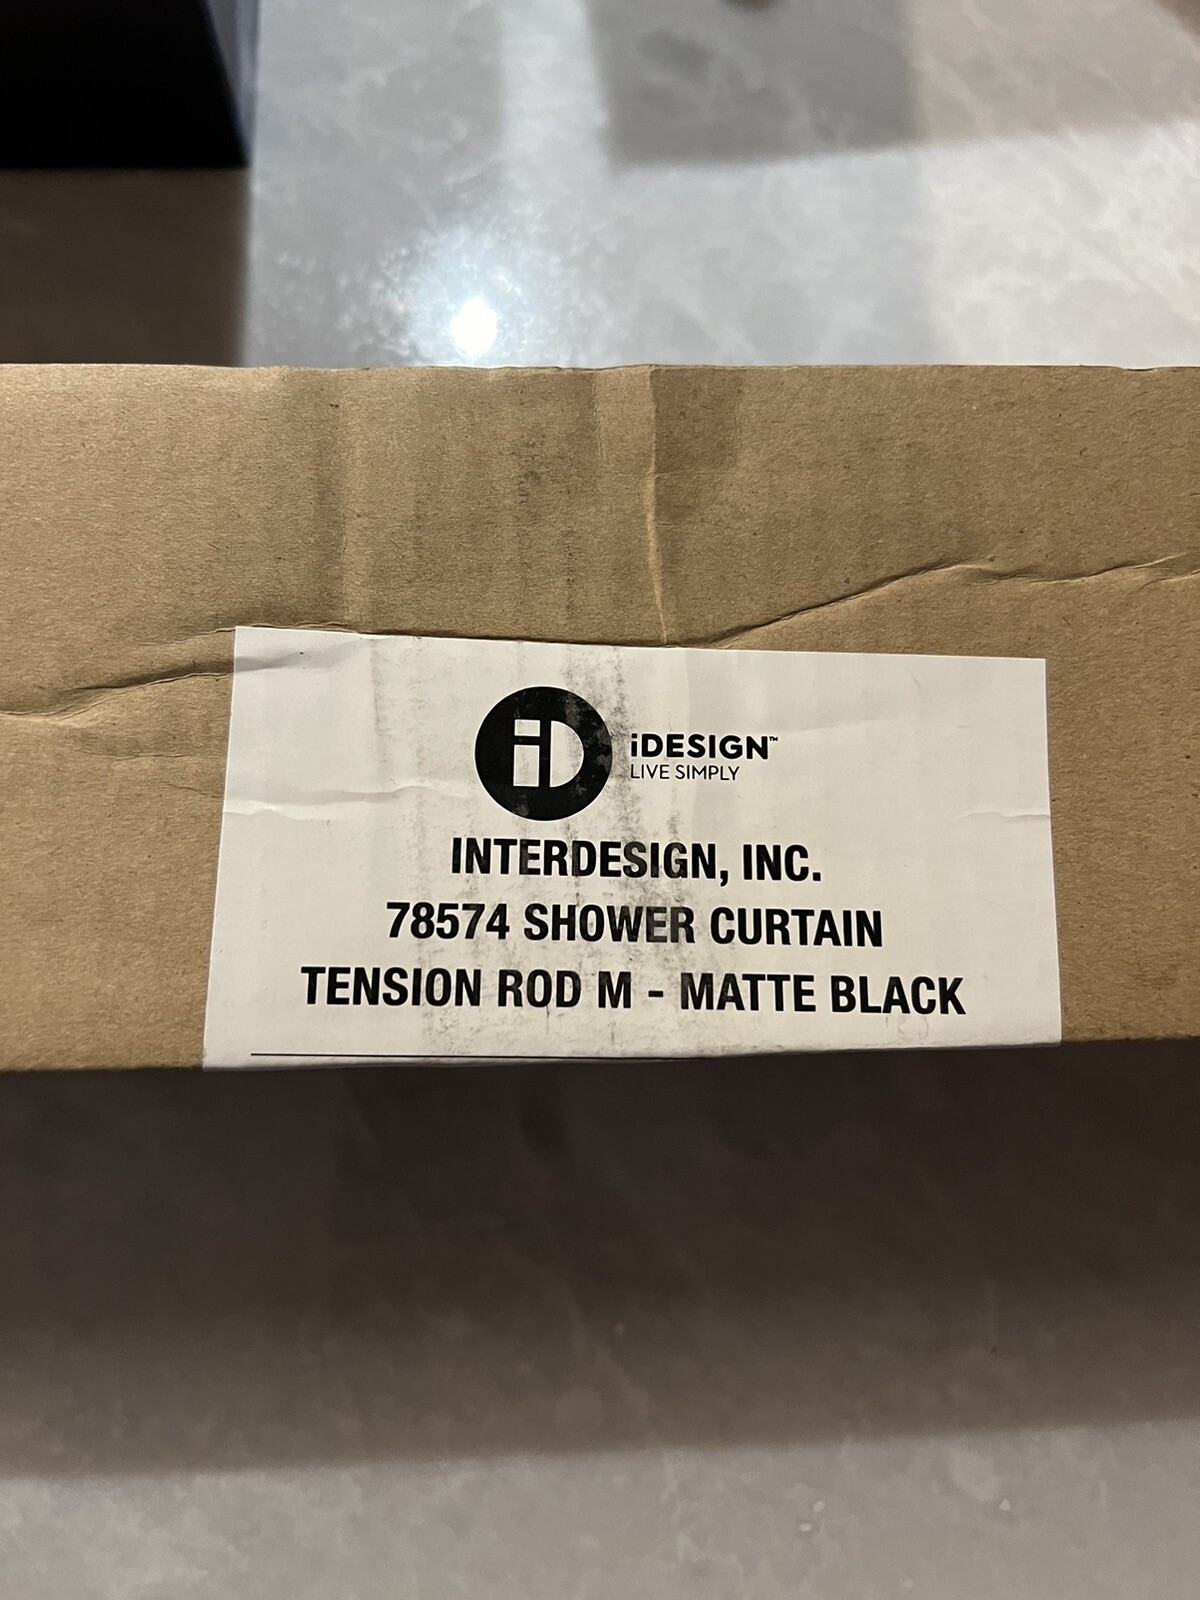 iD
iDESIGN™
LIVE SIMPLY
INTERDESIGN, INC.
78574 SHOWER CURTAIN
TENSION ROD M - MATTE BLACK